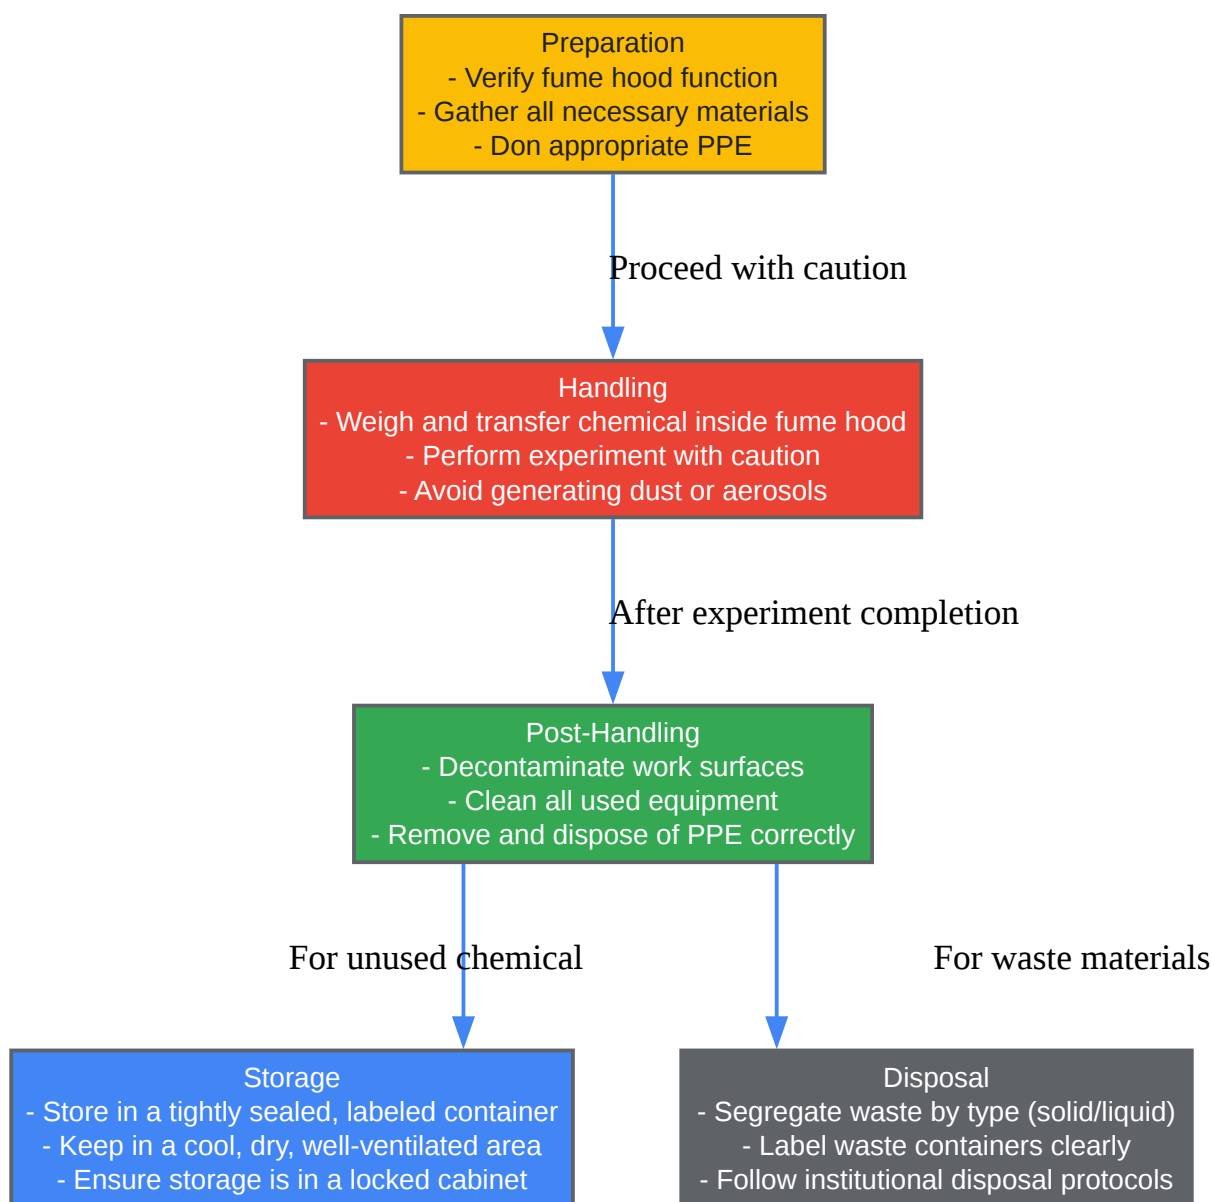 Preparation
- Verify fume hood function
- Gather all necessary materials
- Don appropriate PPE
Proceed with caution
Handling
- Weigh and transfer chemical inside fume hood
- Perform experiment with caution
- Avoid generating dust or aerosols
After experiment completion
Post-Handling
- Decontaminate work surfaces
- Clean all used equipment
- Remove and dispose of PPE correctly
For unused chemical
For waste materials
Storage
- Store in a tightly sealed, labeled container
- Keep in a cool, dry, well-ventilated area
- Ensure storage is in a locked cabinet
Disposal
- Segregate waste by type (solid/liquid)
- Label waste containers clearly
- Follow institutional disposal protocols